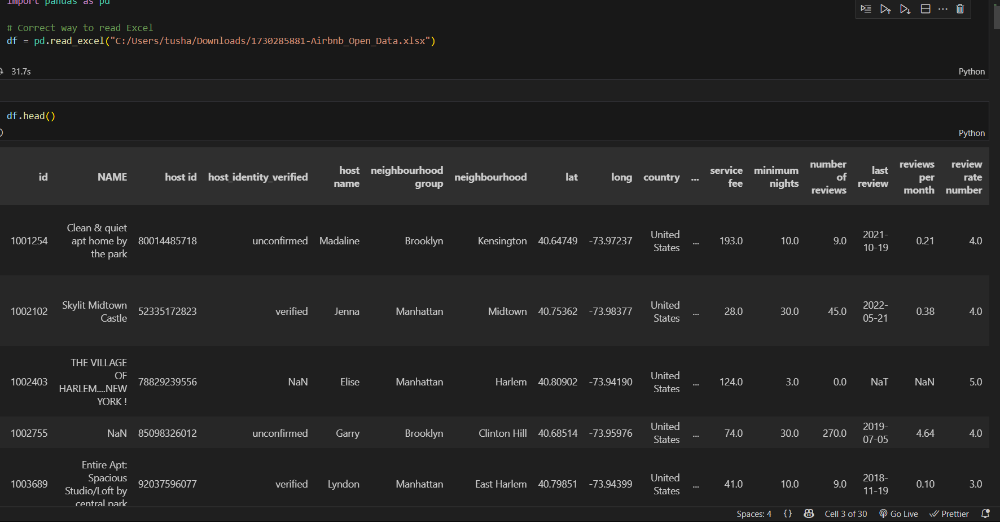 import pandas as pd
# Correct way to read Excel
df = pd.read_excel("C:/Users/tusha/Downloads/1730285881-Airbnb_Open_Data.xlsx")
31.7s
Python
df.head()
Python
id NAME host id host_identity_verified host name neighbourhood group neighbourhood lat long country ... service fee minimum nights number of reviews last review reviews per month review rate number
1001254 Clean & quiet apt home by the park 80014485718 unconfirmed Madaline Brooklyn Kensington 40.64749 -73.97237 United States ... 193.0 10.0 9.0 2021-10-19 0.21 4.0
1002102 Skylit Midtown Castle 52335172823 verified Jenna Manhattan Midtown 40.75362 -73.98377 United States ... 28.0 30.0 45.0 2022-05-21 0.38 4.0
1002403 THE VILLAGE OF HARLEM....NEW YORK ! 78829239556 NaN Elise Manhattan Harlem 40.80902 -73.94190 United States ... 124.0 3.0 0.0 NaT NaN 5.0
1002755 NaN 85098326012 unconfirmed Garry Brooklyn Clinton Hill 40.68514 -73.95976 United States ... 74.0 30.0 270.0 2019-07-05 4.64 4.0
1003689 Entire Apt: Spacious Studio/Loft by central park 92037596077 verified Lyndon Manhattan East Harlem 40.79851 -73.94399 United States ... 41.0 10.0 9.0 2018-11-19 0.10 3.0
Spaces: 4 {} Cell 3 of 30 Go Live Prettier